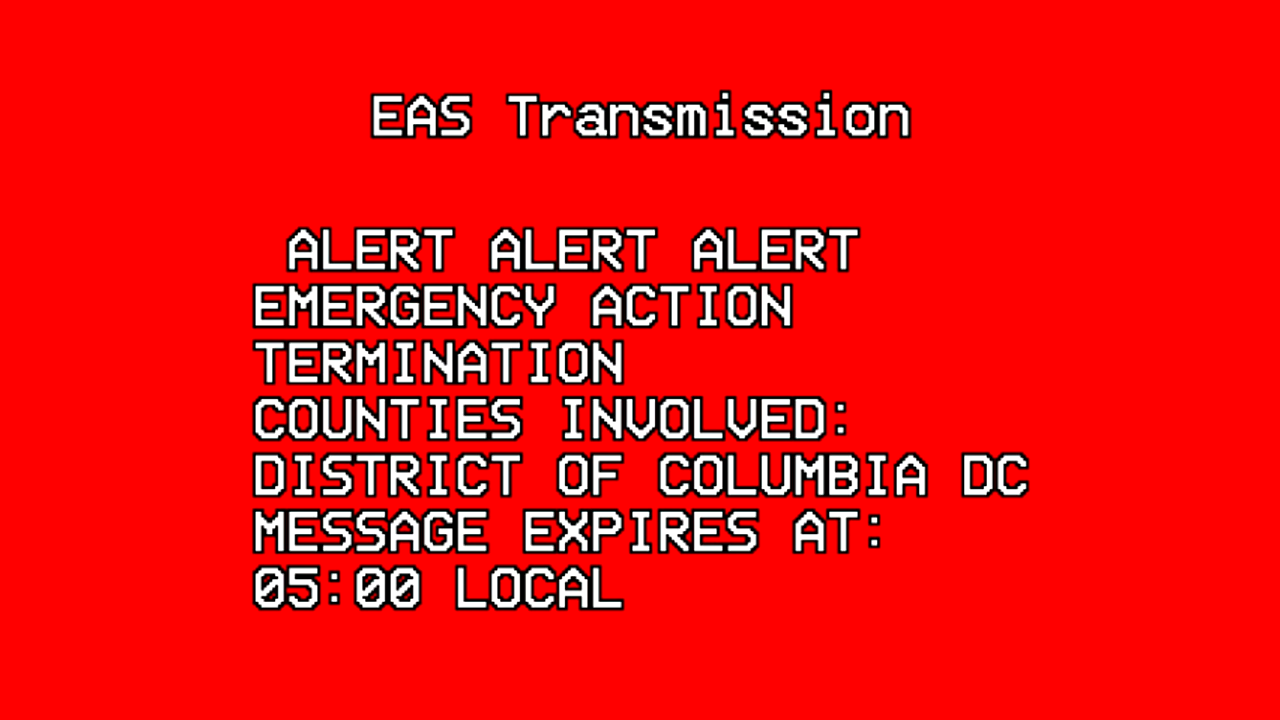 EAS Transmission
ALERT ALERT ALERT
EMERGENCY ACTION
TERMINATION
COUNTIES INVOLVED:
DISTRICT OF COLUMBIA DC
MESSAGE EXPIRES AT:
05:00 LOCAL